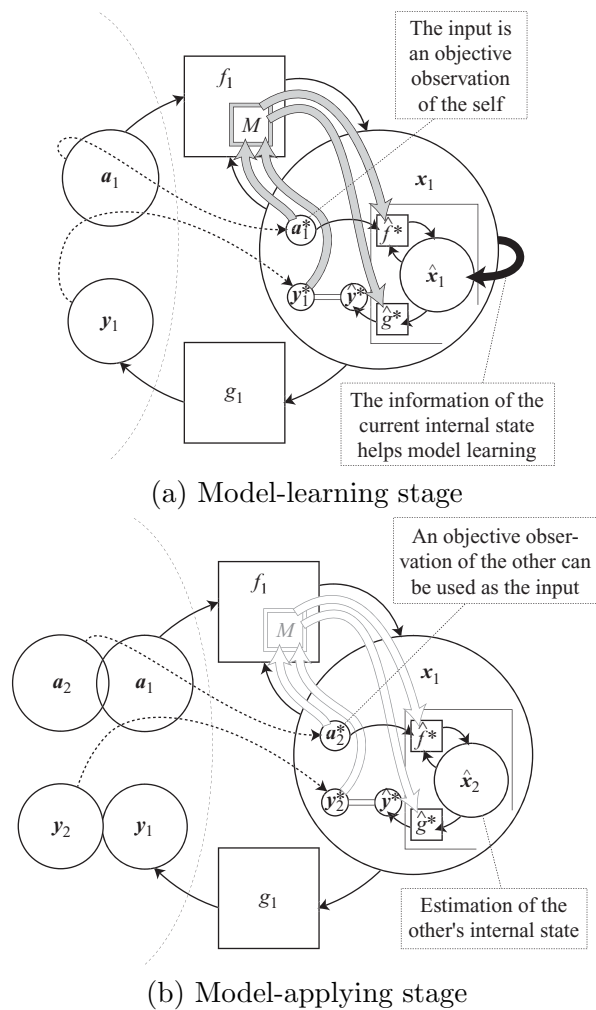 The input is
an objective
observation
of the self
f₁
M
a₁
x₁
a₁*
f̂*
x̂₁
y₁*
ŷ*
ĝ*
y₁
g₁
The information of the
current internal state
helps model learning
(a) Model-learning stage
An objective obser-
vation of the other can
be used as the input
f₁
M
a₂
a₁
x₁
a₂*
f̂*
x̂₂
y₂*
ŷ*
ĝ*
y₂
y₁
g₁
Estimation of the
other's internal state
(b) Model-applying stage